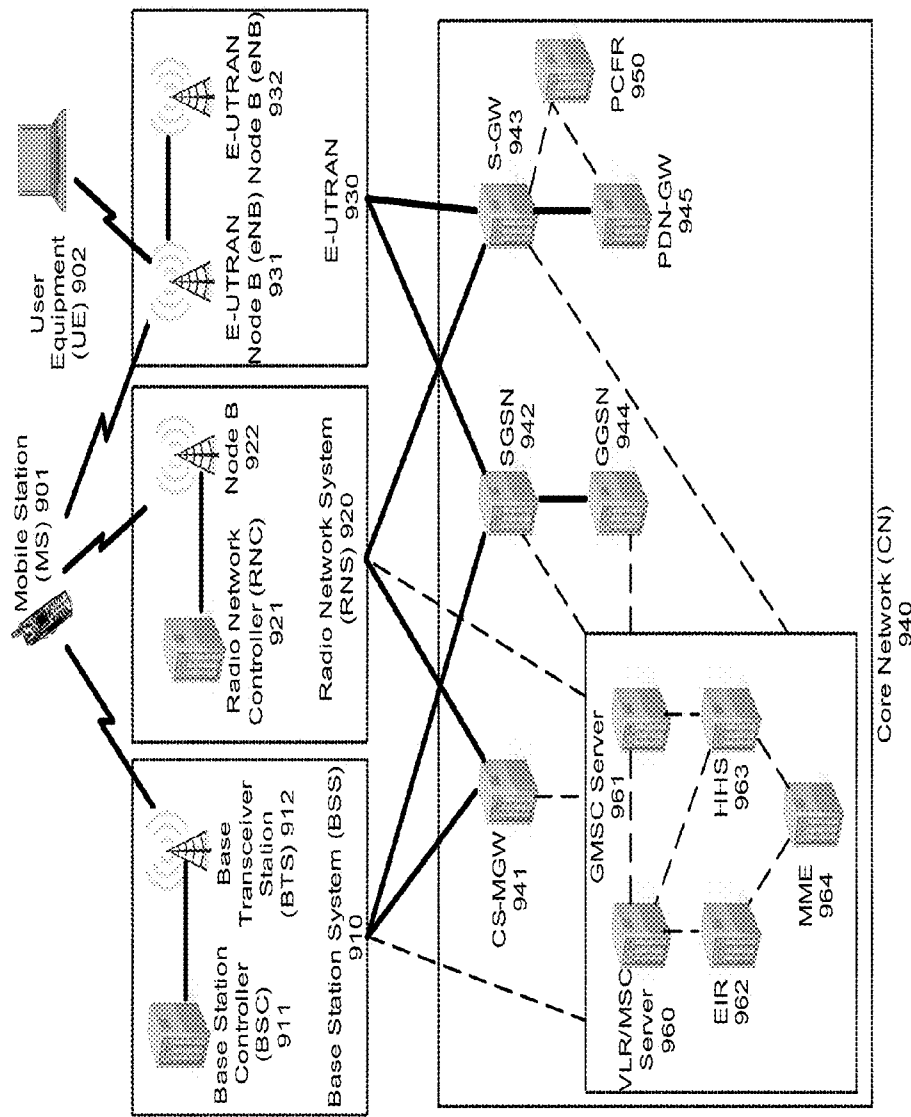 Mobile Station
(MS) 901
User
Equipment
(UE) 902
Base Station
Controller
(BSC)
911
Base
Transceiver
Station
(BTS) 912
Base Station System (BSS)
910
Radio Network
Controller (RNC)
921
Node B
922
Radio Network System
(RNS) 920
E-UTRAN
Node B (eNB)
931
E-UTRAN
Node B (eNB)
932
E-UTRAN
930
CS-MGW
941
SGSN
942
GGSN
944
S-GW
943
PDN-GW
945
PCFR
950
VLR/MSC
Server
960
GMSC Server
961
EIR
962
HHS
963
MME
964
Core Network (CN)
940